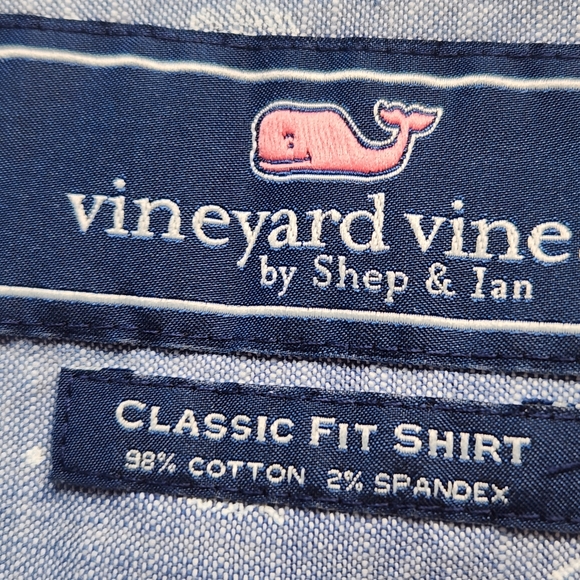 vineyard vine
by Shep & Ian
CLASSIC FIT SHIRT
98% COTTON 2% SPANDEX